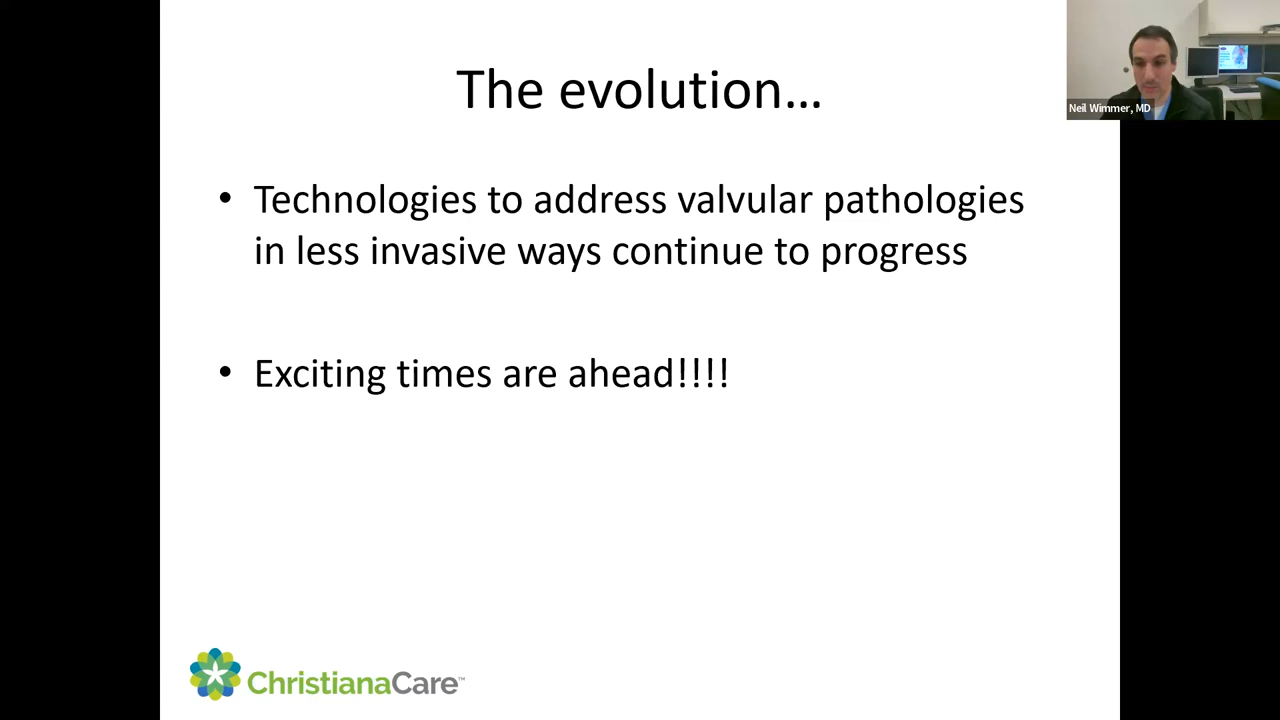 The evolution...
Neil Wimmer, MD
• Technologies to address valvular pathologies
in less invasive ways continue to progress
• Exciting times are ahead!!!!
ChristianaCare™